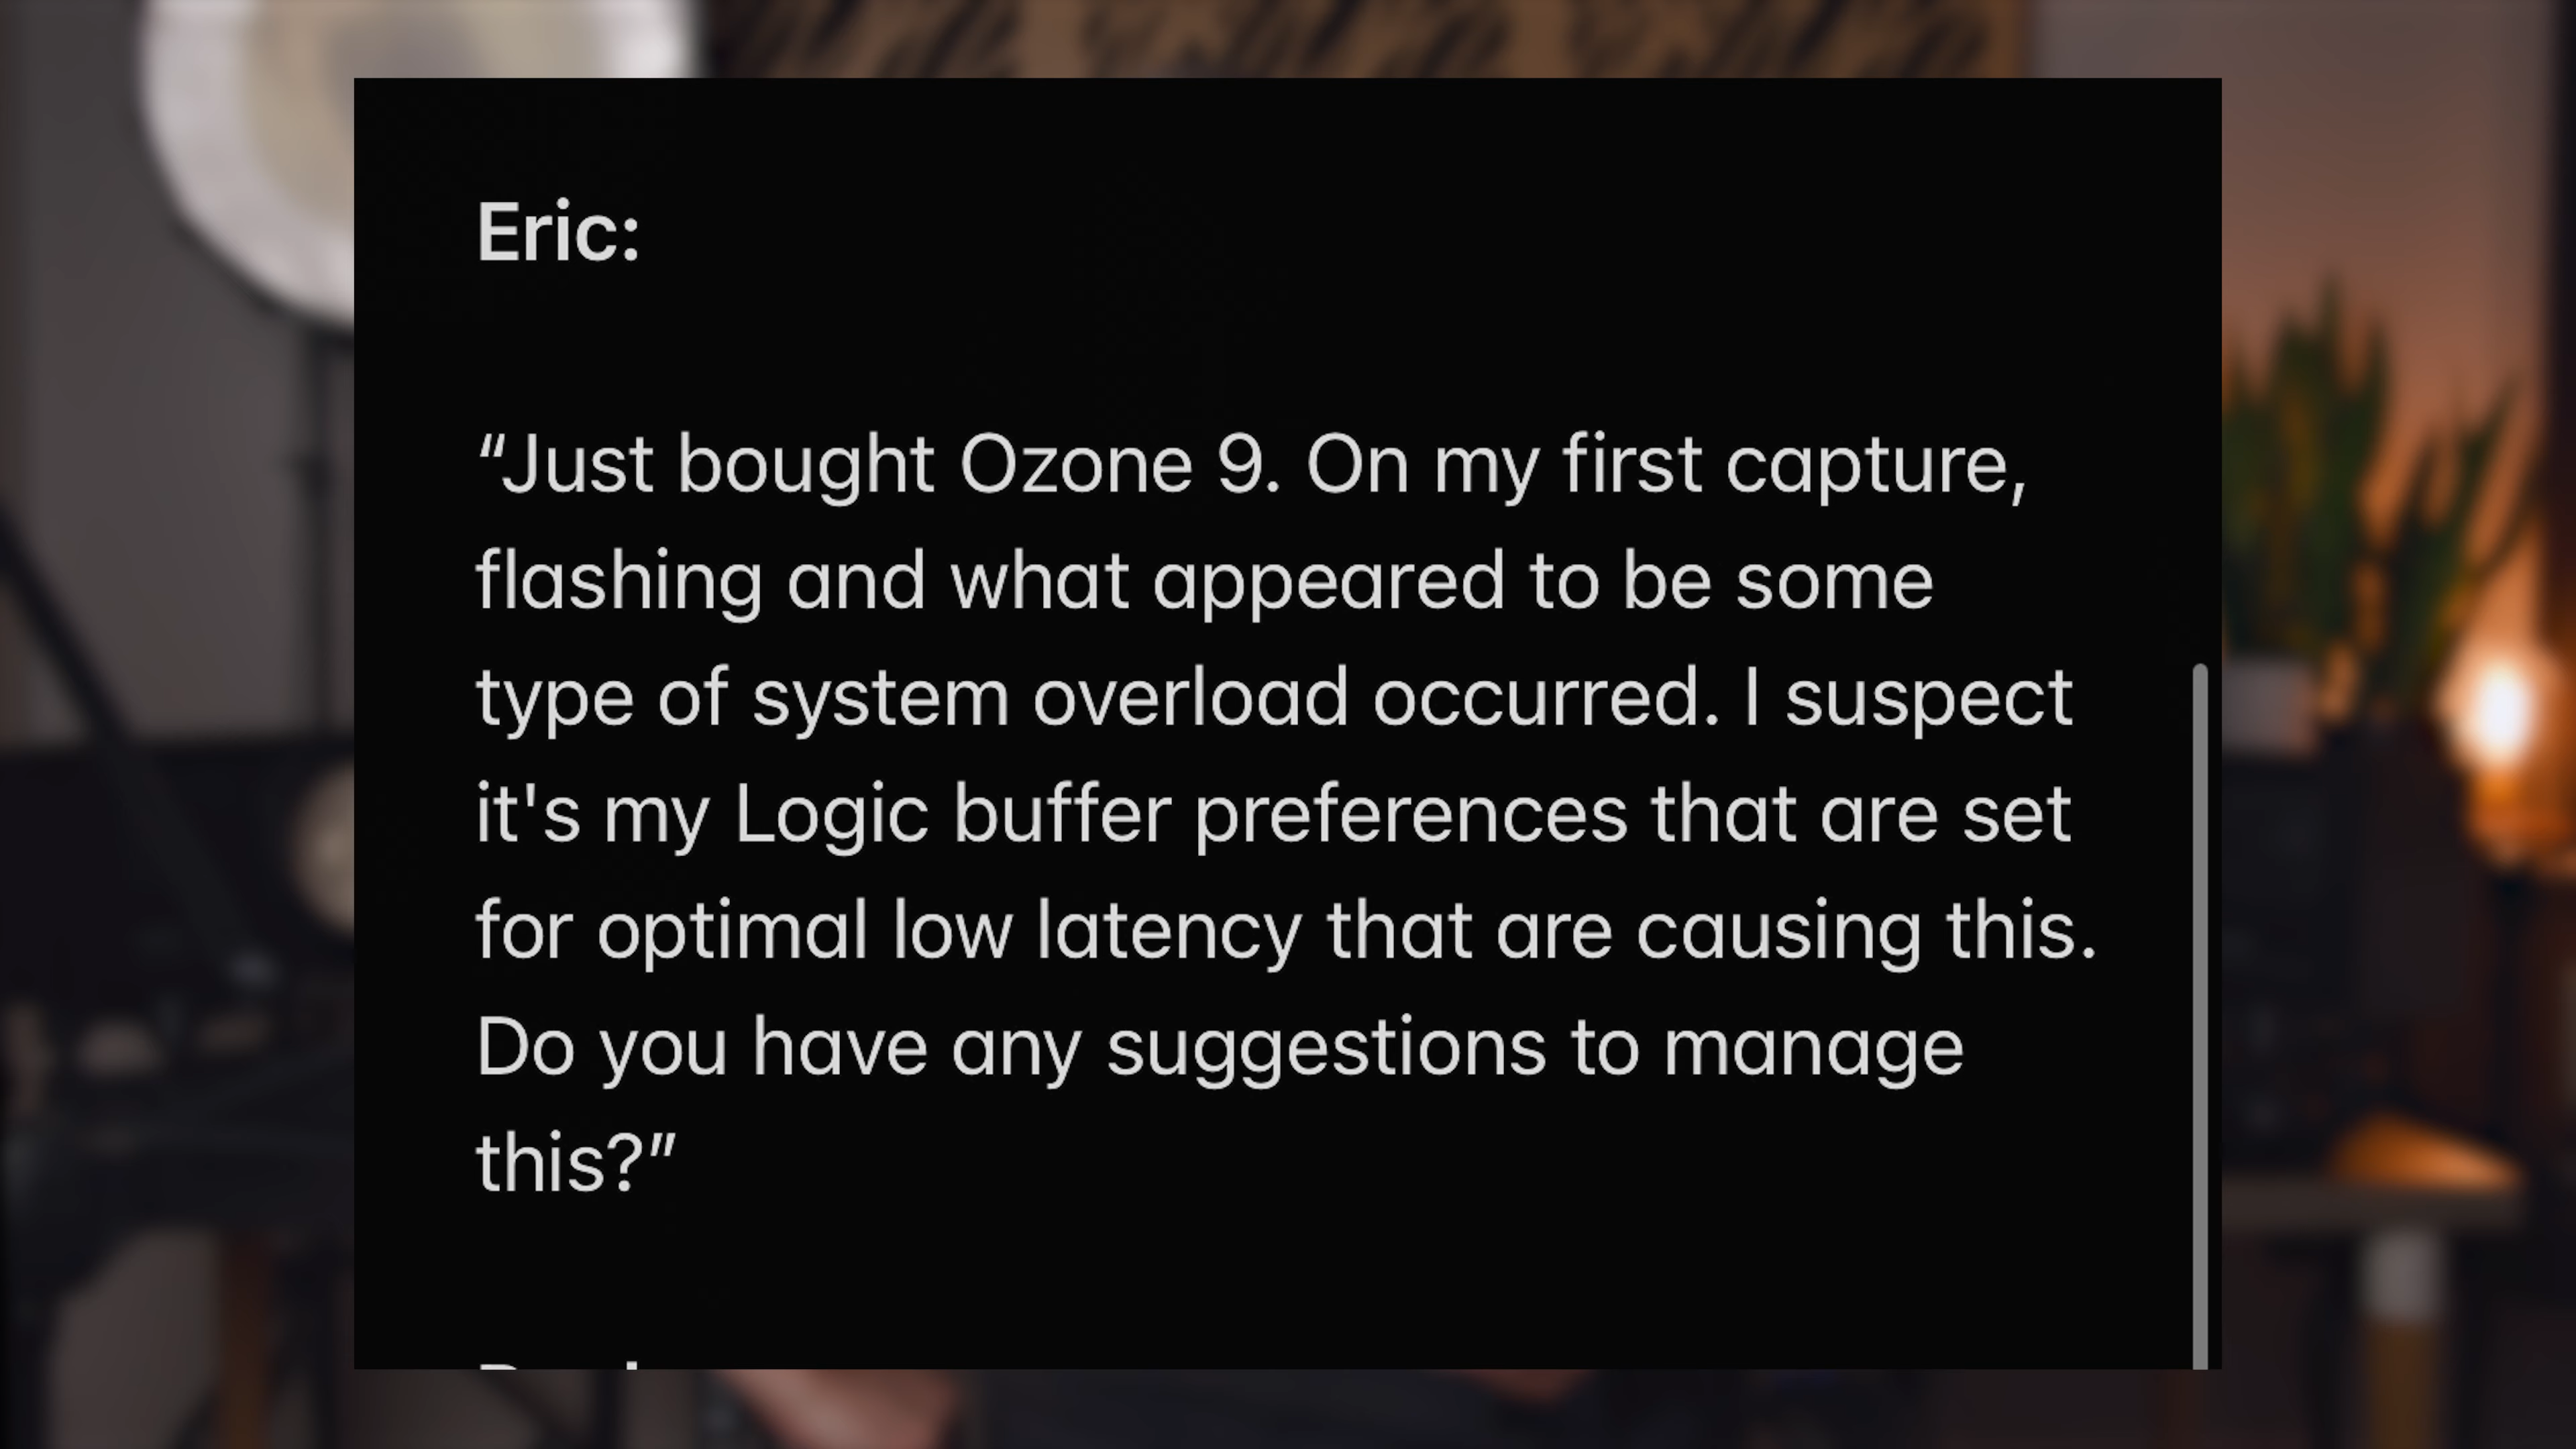 Eric:
“Just bought Ozone 9. On my first capture,
flashing and what appeared to be some
type of system overload occurred. I suspect
it's my Logic buffer preferences that are set
for optimal low latency that are causing this.
Do you have any suggestions to manage
this?”